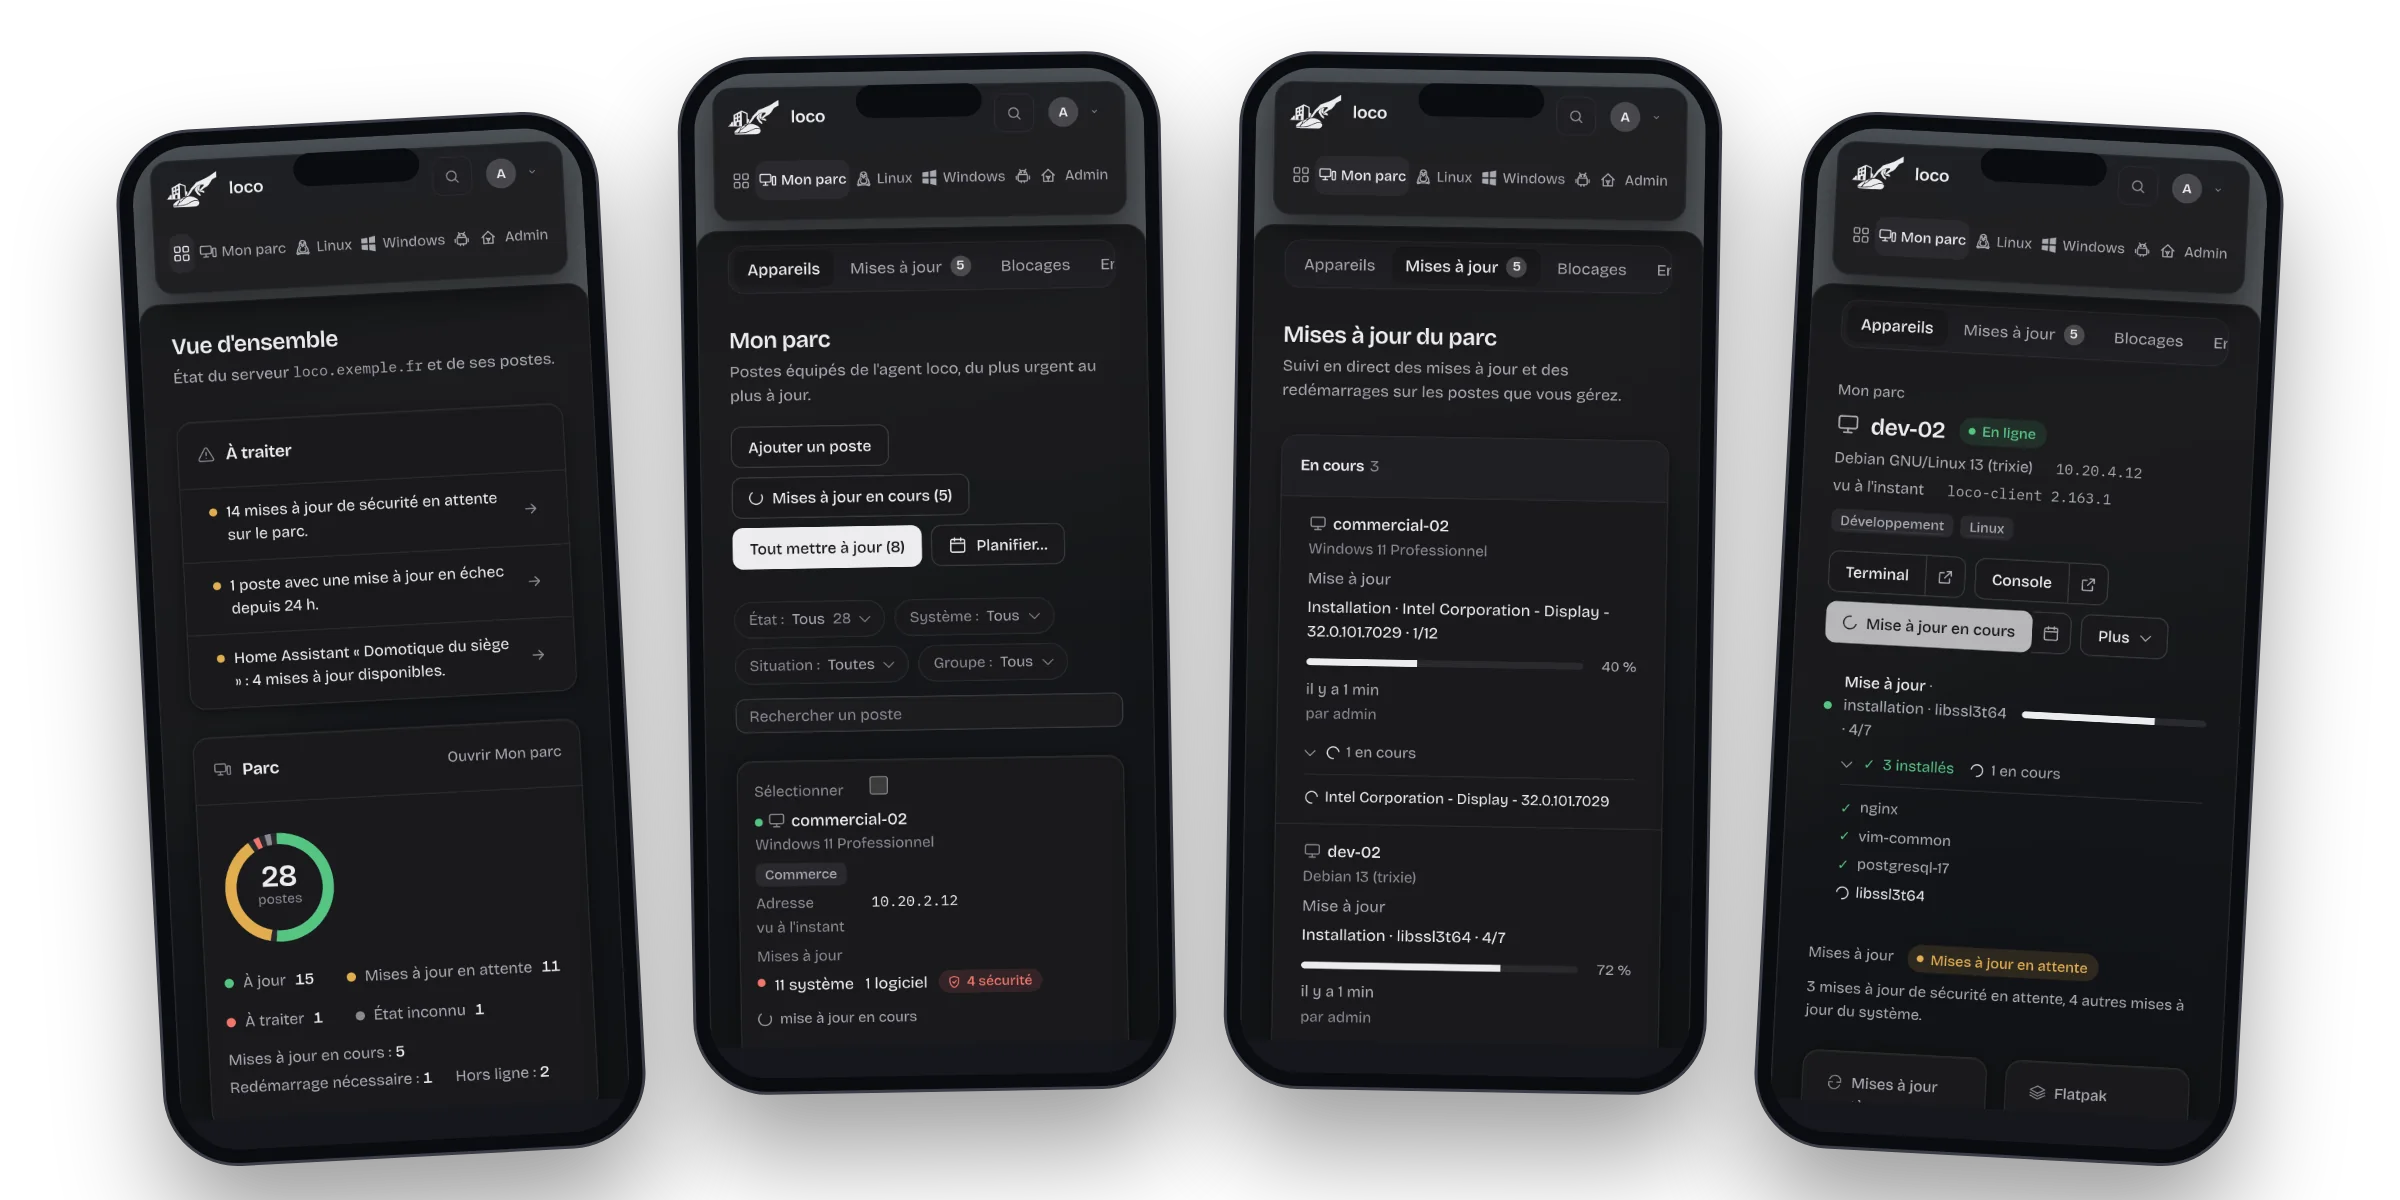 loco
A
Mon parc
Linux
Windows
Admin
Vue d'ensemble
État du serveur loco.exemple.fr et de ses postes.
À traiter
14 mises à jour de sécurité en attente
sur le parc.
1 poste avec une mise à jour en échec
depuis 24 h.
Home Assistant « Domotique du siège
» : 4 mises à jour disponibles.
Parc
Ouvrir Mon parc
28
postes
À jour 15
Mises à jour en attente 11
À traiter 1
État inconnu 1
Mises à jour en cours : 5
Redémarrage nécessaire : 1
Hors ligne : 2
loco
A
Mon parc
Linux
Windows
Admin
Appareils
Mises à jour 5
Blocages
Er
Mon parc
Postes équipés de l'agent loco, du plus urgent au
plus à jour.
Ajouter un poste
Mises à jour en cours (5)
Tout mettre à jour (8)
Planifier...
État : Tous 28
Système : Tous
Situation : Toutes
Groupe : Tous
Rechercher un poste
Sélectionner
commercial-02
Windows 11 Professionnel
Commerce
Adresse
10.20.2.12
vu à l'instant
Mises à jour
11 système
1 logiciel
4 sécurité
mise à jour en cours
loco
A
Mon parc
Linux
Windows
Admin
Appareils
Mises à jour 5
Blocages
Er
Mises à jour du parc
Suivi en direct des mises à jour et des
redémarrages sur les postes que vous gérez.
En cours 3
commercial-02
Windows 11 Professionnel
Mise à jour
Installation · Intel Corporation - Display -
32.0.101.7029 · 1/12
40 %
il y a 1 min
par admin
1 en cours
Intel Corporation - Display - 32.0.101.7029
dev-02
Debian 13 (trixie)
Mise à jour
Installation · libssl3t64 · 4/7
72 %
il y a 1 min
par admin
loco
A
Mon parc
Linux
Windows
Admin
Appareils
Mises à jour 5
Blocages
Er
Mon parc
dev-02
En ligne
Debian GNU/Linux 13 (trixie)
10.20.4.12
vu à l'instant
loco-client 2.163.1
Développement
Linux
Terminal
Console
Mise à jour en cours
Plus
Mise à jour ·
installation · libssl3t64
· 4/7
3 installés
1 en cours
nginx
vim-common
postgresql-17
libssl3t64
Mises à jour
Mises à jour en attente
3 mises à jour de sécurité en attente, 4 autres mises à
jour du système.
Mises à jour
Flatpak